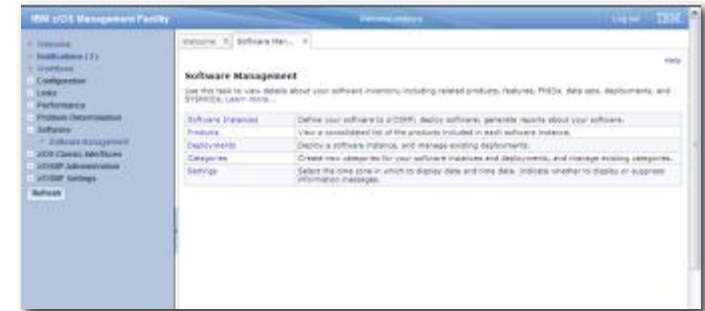 IBM z/OS Management Facility
Log out IBM
Welcome
Notifications (7)
Workflows
Configuration
Links
Performance
Problem Determination
Software
Software Management
z/OS Classic Interfaces
z/OSMF Administration
z/OSMF Settings
Refresh
Welcome X Software Man... X
Help
Software Management
Use this task to view details about your software inventory, including related products, features, FMIDs, data sets, deployments, and
SYSMODs. Learn more...
Software Instances Define your software to z/OSMF; deploy software; generate reports about your software.
Products View a consolidated list of the products included in each software instance.
Deployments Deploy a software instance, and manage existing deployments.
Categories Create new categories for your software instances and deployments, and manage existing categories.
Settings Select the time zone in which to display date and time data. Indicate whether to display or suppress
information messages.